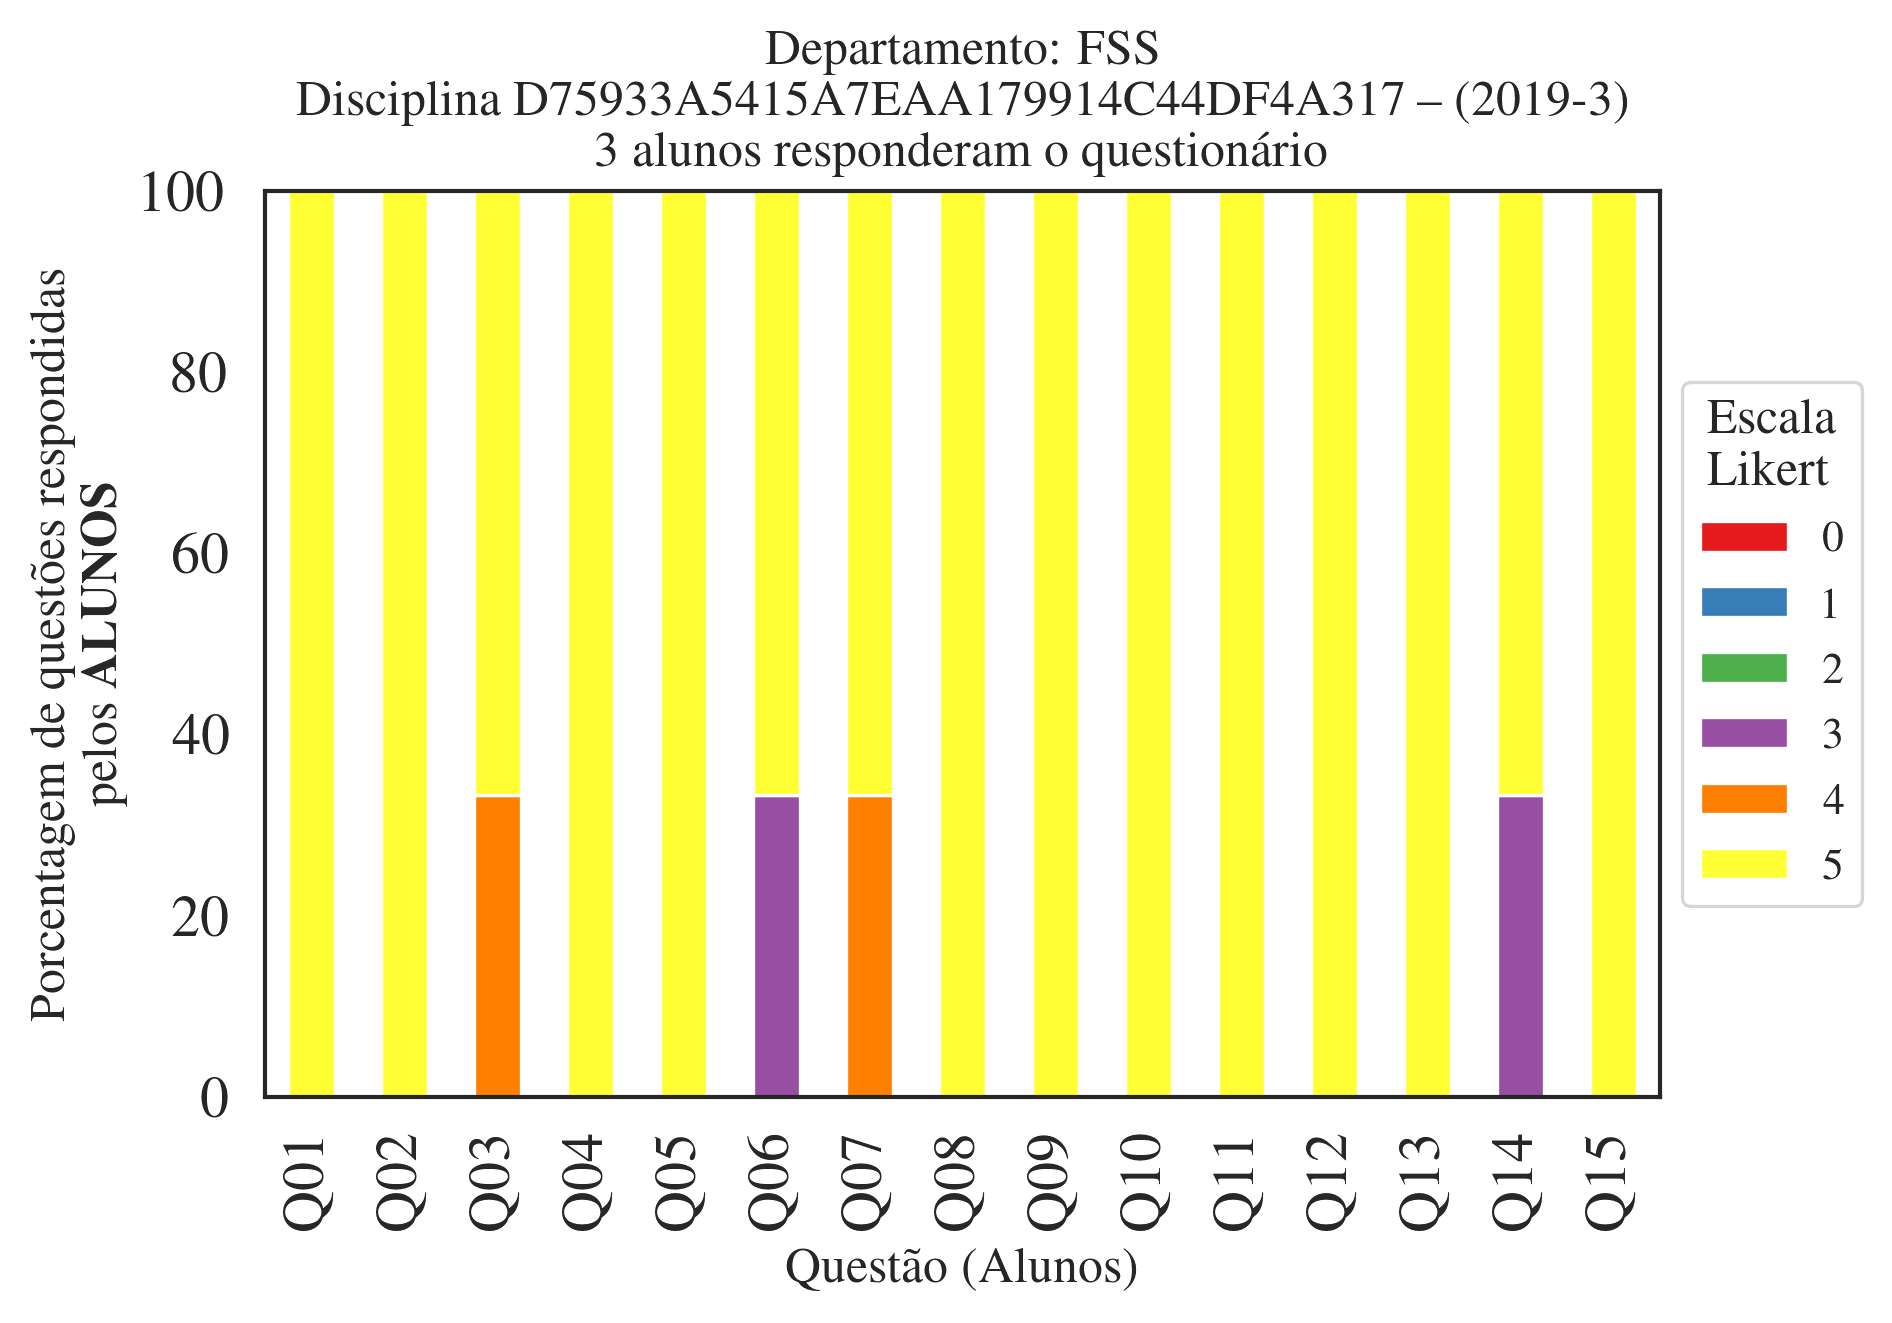 Departamento: FSS
Disciplina D75933A5415A7EAA179914C44DF4A317 – (2019-3)
3 alunos responderam o questionário
Porcentagem de questões respondidas
pelos ALUNOS
100
80
60
40
20
0
Q01
Q02
Q03
Q04
Q05
Q06
Q07
Q08
Q09
Q10
Q11
Q12
Q13
Q14
Q15
Questão (Alunos)
Escala
Likert
0
1
2
3
4
5